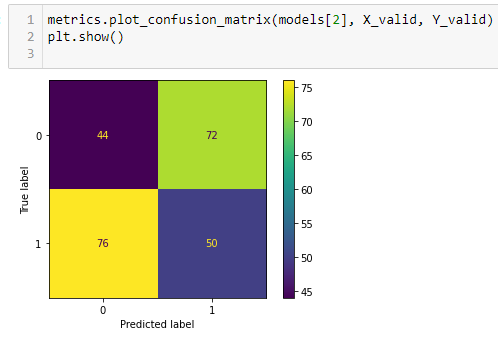 1 metrics.plot_confusion_matrix(models[2], X_valid, Y_valid)
2 plt.show()
3
0 44 72
1 76 50
0 1
True label
Predicted label
75
70
65
60
55
50
45